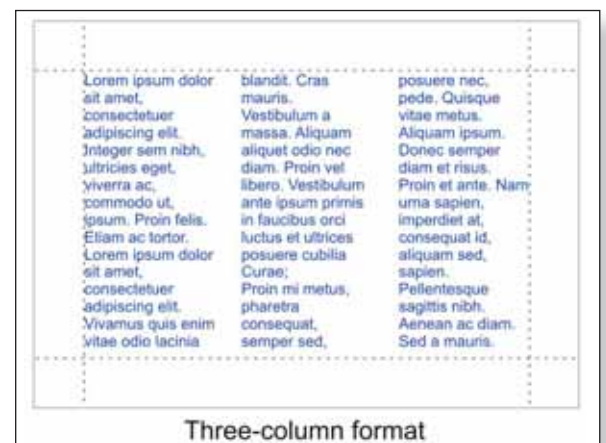 Lorem ipsum dolor
sit amet,
consectetuer
adipiscing elit.
Integer sem nibh,
ultricies eget,
viverra ac,
commodo ut,
ipsum. Proin felis.
Etiam ac tortor.
Lorem ipsum dolor
sit amet,
consectetuer
adipiscing elit.
Vivamus quis enim
vitae odio lacinia
blandit. Cras
mauris.
Vestibulum a
massa. Aliquam
aliquet odio nec
diam. Proin vel
libero. Vestibulum
ante ipsum primis
in faucibus orci
luctus et ultrices
posuere cubilia
Curae;
Proin mi metus,
pharetra
consequat,
semper sed,
posuere nec,
pede. Quisque
vitae metus.
Aliquam ipsum.
Donec semper
diam et risus.
Proin et ante. Nam
urna sapien,
imperdiet at,
consequat id,
aliquam sed,
sapien.
Pellentesque
sagittis nibh.
Aenean ac diam.
Sed a mauris.
Three-column format